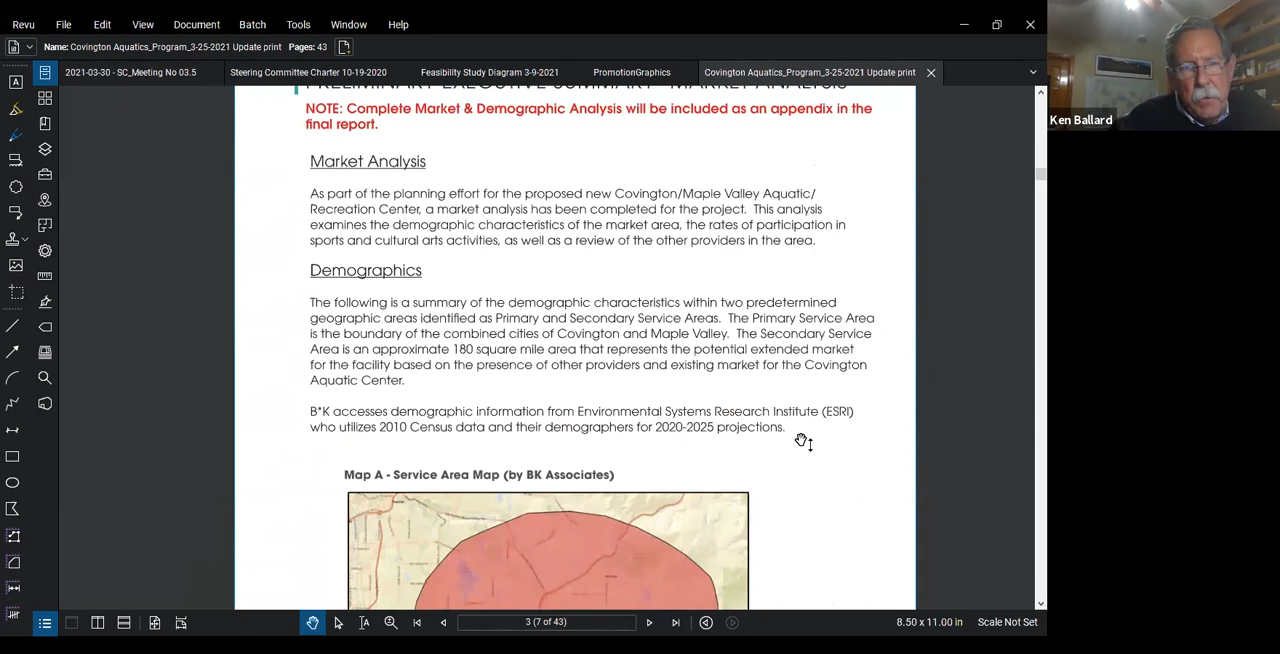 Revu File Edit View Document Batch Tools Window Help
Name: Covington Aquatics_Program_3-25-2021 Update print Pages: 43
2021-03-30 - SC_Meeting No 03.5 Steering Committee Charter 10-19-2020 Feasibility Study Diagram 3-9-2021 PromotionGraphics Covington Aquatics_Program_3-25-2021 Update print
PRELIMINARY EXECUTIVE SUMMARY - MARKET ANALYSIS
NOTE: Complete Market & Demographic Analysis will be included as an appendix in the
final report.
Market Analysis
As part of the planning effort for the proposed new Covington/Maple Valley Aquatic/
Recreation Center, a market analysis has been completed for the project. This analysis
examines the demographic characteristics of the market area, the rates of participation in
sports and cultural arts activities, as well as a review of the other providers in the area.
Demographics
The following is a summary of the demographic characteristics within two predetermined
geographic areas identified as Primary and Secondary Service Areas. The Primary Service Area
is the boundary of the combined cities of Covington and Maple Valley. The Secondary Service
Area is an approximate 180 square mile area that represents the potential extended market
for the facility based on the presence of other providers and existing market for the Covington
Aquatic Center.
B*K accesses demographic information from Environmental Systems Research Institute (ESRI)
who utilizes 2010 Census data and their demographers for 2020-2025 projections.
Map A - Service Area Map (by BK Associates)
3 (7 of 43)
8.50 x 11.00 in Scale Not Set
Ken Ballard